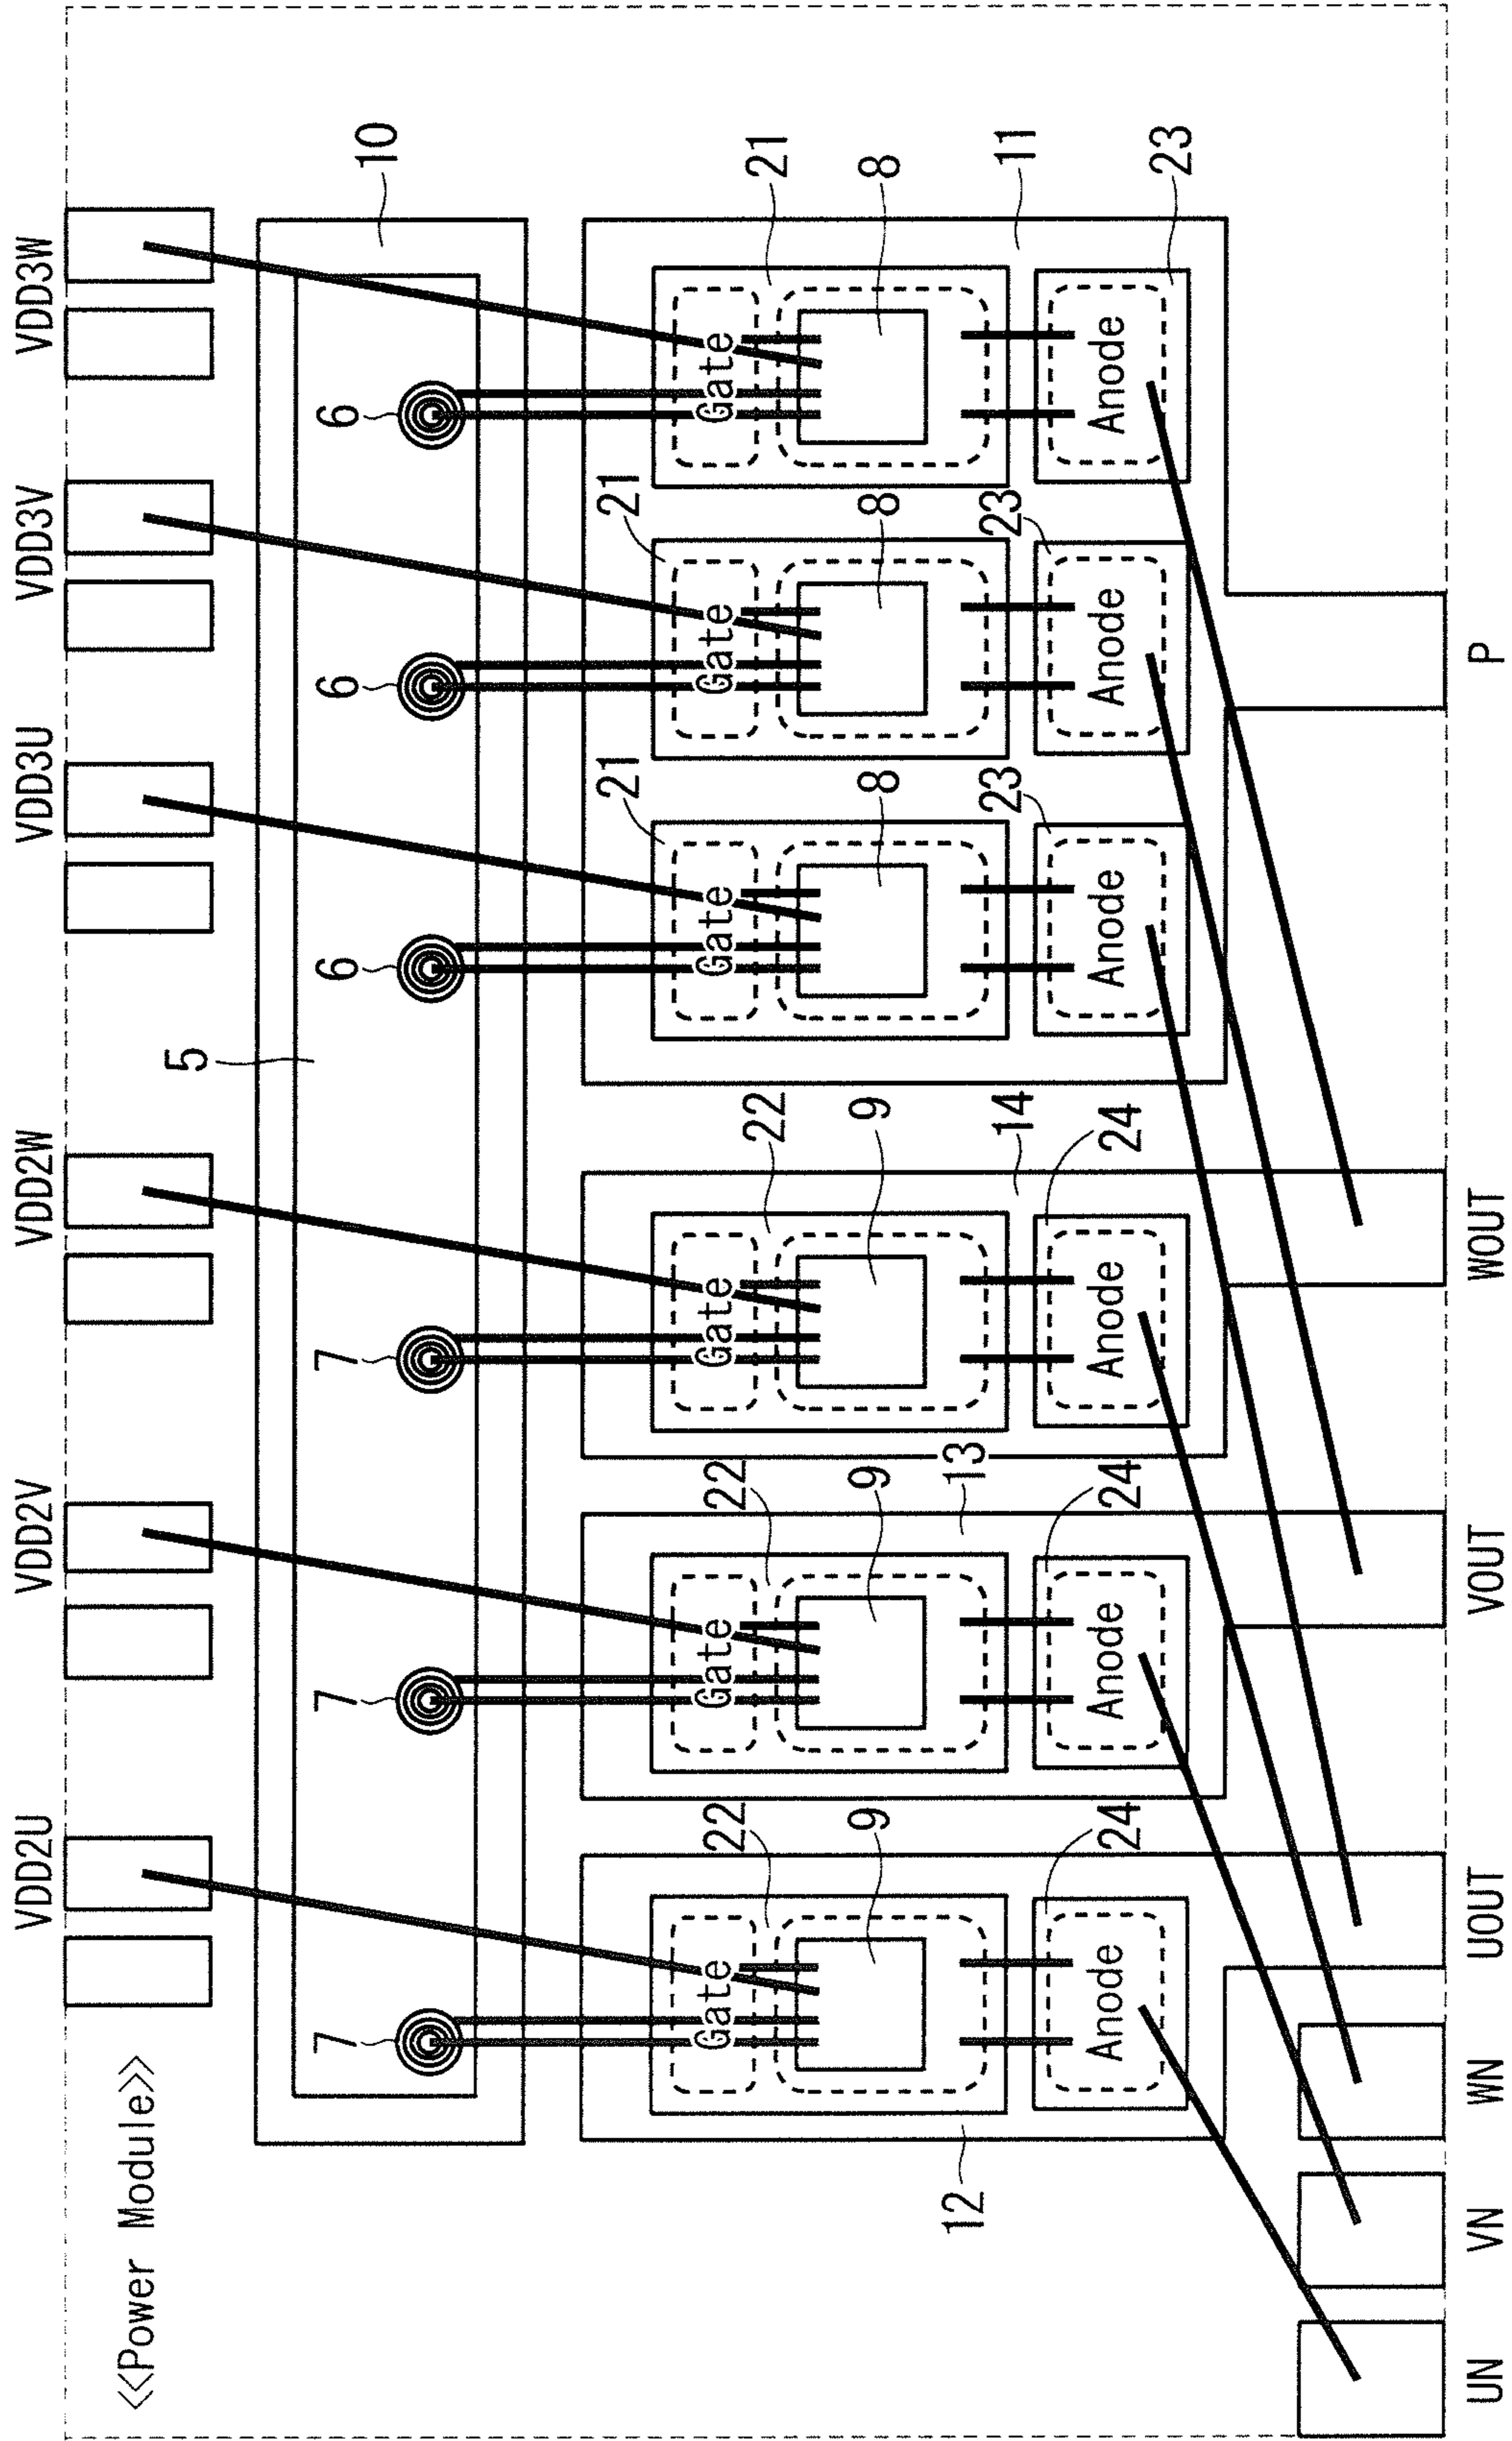 <<Power Module>>
VDD2U
VDD2V
VDD2W
VDD3U
VDD3V
VDD3W
5
10
7
7
7
6
6
6
22
22
22
21
21
21
Gate
Gate
Gate
Gate
Gate
Gate
9
9
9
8
8
8
12
13
14
11
24
24
24
23
23
23
Anode
Anode
Anode
Anode
Anode
Anode
UN
VN
WN
UOUT
VOUT
WOUT
P